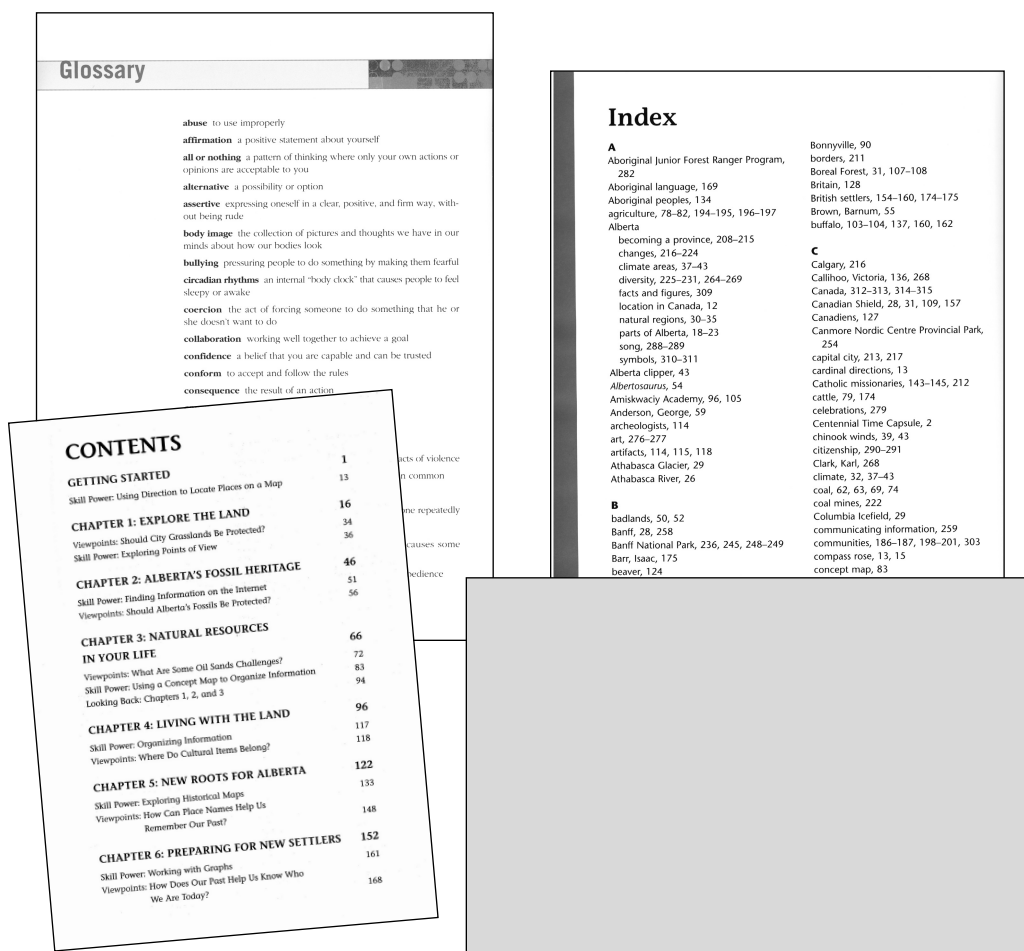 Glossary
abuse to use improperly
affirmation a positive statement about yourself
all or nothing a pattern of thinking where only your own actions or
opinions are acceptable to you
alternative a possibility or option
assertive expressing oneself in a clear, positive, and firm way, with-
out being rude
body image the collection of pictures and thoughts we have in our
minds about how our bodies look
bullying pressuring people to do something by making them fearful
circadian rhythms an internal "body clock" that causes people to feel
sleepy or awake
coercion the act of forcing someone to do something that he or
she doesn't want to do
collaboration working well together to achieve a goal
confidence a belief that you are capable and can be trusted
conform to accept and follow the rules
consequence the result of an action
acts of violence
common
repeatedly
causes some
CONTENTS
GETTING STARTED 1
Skill Power: Using Direction to Locate Places on a Map 13
CHAPTER 1: EXPLORE THE LAND 16
Viewpoints: Should City Grasslands Be Protected? 34
Skill Power: Exploring Points of View 36
CHAPTER 2: ALBERTA'S FOSSIL HERITAGE 46
Skill Power: Finding Information on the Internet 51
Viewpoints: Should Alberta's Fossils Be Protected? 56
CHAPTER 3: NATURAL RESOURCES
IN YOUR LIFE 66
Viewpoints: What Are Some Oil Sands Challenges? 72
Skill Power: Using a Concept Map to Organize Information 83
Looking Back: Chapters 1, 2, and 3 94
CHAPTER 4: LIVING WITH THE LAND 96
Skill Power: Organizing Information 117
Viewpoints: Where Do Cultural Items Belong? 118
CHAPTER 5: NEW ROOTS FOR ALBERTA 122
Skill Power: Exploring Historical Maps 133
Viewpoints: How Can Place Names Help Us
Remember Our Past? 148
CHAPTER 6: PREPARING FOR NEW SETTLERS 152
Skill Power: Working with Graphs 161
Viewpoints: How Does Our Past Help Us Know Who
We Are Today? 168
Index
A
Aboriginal Junior Forest Ranger Program,
282
Aboriginal language, 169
Aboriginal peoples, 134
agriculture, 78–82, 194–195, 196–197
Alberta
becoming a province, 208–215
changes, 216–224
climate areas, 37–43
diversity, 225–231, 264–269
facts and figures, 309
location in Canada, 12
natural regions, 30–35
parts of Alberta, 18–23
song, 288–289
symbols, 310–311
Alberta clipper, 43
Albertosaurus, 54
Amiskwaciy Academy, 96, 105
Anderson, George, 59
archeologists, 114
art, 276–277
artifacts, 114, 115, 118
Athabasca Glacier, 29
Athabasca River, 26
B
badlands, 50, 52
Banff, 28, 258
Banff National Park, 236, 245, 248–249
Barr, Isaac, 175
beaver, 124
Bonnyville, 90
borders, 211
Boreal Forest, 31, 107–108
Britain, 128
British settlers, 154–160, 174–175
Brown, Barnum, 55
buffalo, 103–104, 137, 160, 162
C
Calgary, 216
Callihoo, Victoria, 136, 268
Canada, 312–313, 314–315
Canadian Shield, 28, 31, 109, 157
Canadiens, 127
Canmore Nordic Centre Provincial Park,
254
capital city, 213, 217
cardinal directions, 13
Catholic missionaries, 143–145, 212
cattle, 79, 174
celebrations, 279
Centennial Time Capsule, 2
chinook winds, 39, 43
citizenship, 290–291
Clark, Karl, 268
climate, 32, 37–43
coal, 62, 63, 69, 74
coal mines, 222
Columbia Icefield, 29
communicating information, 259
communities, 186–187, 198–201, 303
compass rose, 13, 15
concept map, 83